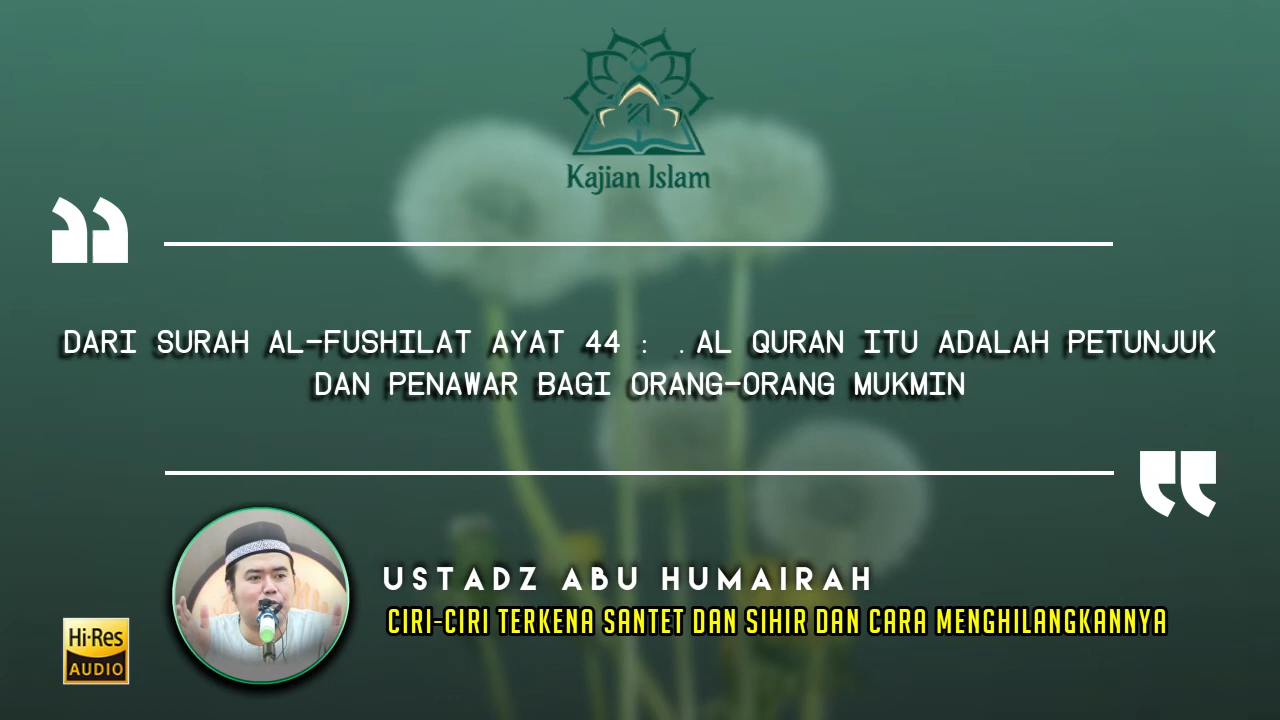 Kajian Islam
DARI SURAH AL-FUSHILAT AYAT 44 : .AL QURAN ITU ADALAH PETUNJUK
DAN PENAWAR BAGI ORANG-ORANG MUKMIN
USTADZ ABU HUMAIRAH
CIRI-CIRI TERKENA SANTET DAN SIHIR DAN CARA MENGHILANGKANNYA
Hi-Res
AUDIO